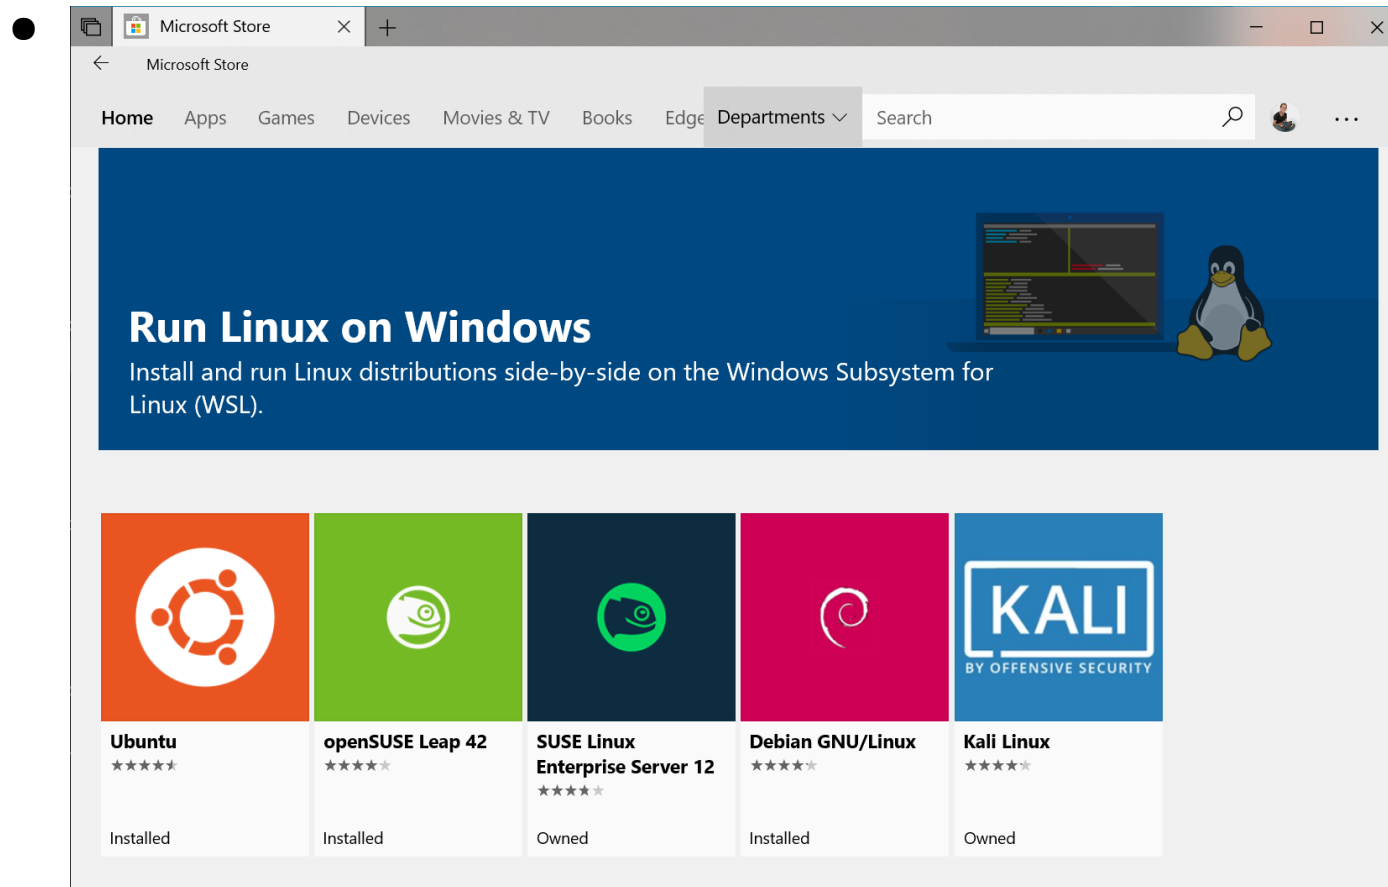 Microsoft Store
Microsoft Store
Home Apps Games Devices Movies & TV Books Edge Departments Search
Run Linux on Windows
Install and run Linux distributions side-by-side on the Windows Subsystem for
Linux (WSL).
KALI
BY OFFENSIVE SECURITY
Ubuntu
Installed
openSUSE Leap 42
Installed
SUSE Linux
Enterprise Server 12
Owned
Debian GNU/Linux
Installed
Kali Linux
Owned